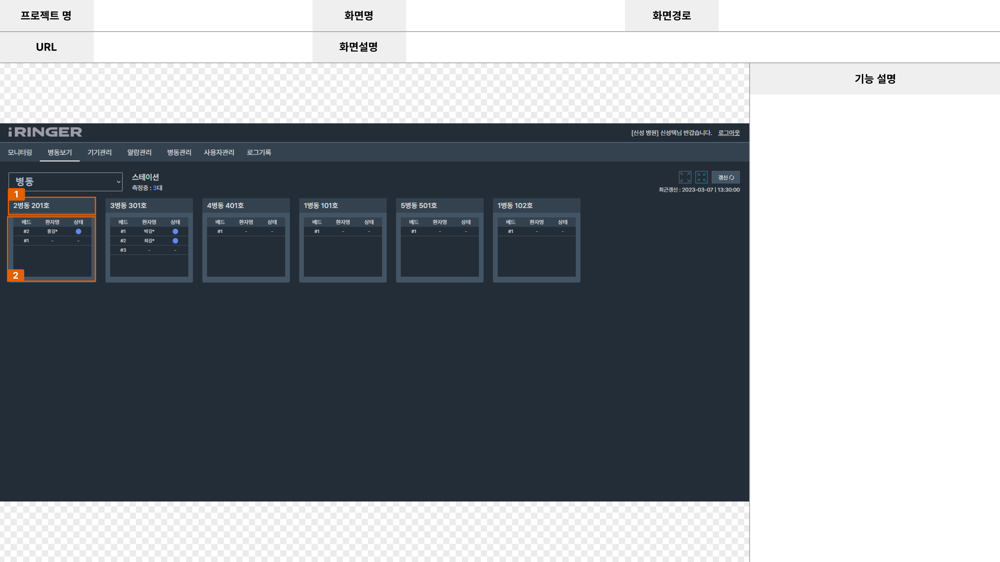 프로젝트 명
화면명
화면경로
URL
화면설명
기능 설명
iRINGER
[신성 병원] 신성택님 반갑습니다. 로그아웃
모니터링 병동보기 기기관리 알람관리 병동관리 사용자관리 로그기록
병동
스테이션
측정중 : 3대
갱신
최근갱신 : 2023-03-07 | 13:30:00
1
2병동 201호
베드 환자명 상태
#2 홍길*
#1 - -
2
3병동 301호
베드 환자명 상태
#1 박길*
#2 최길*
#3 - -
4병동 401호
베드 환자명 상태
#1 - -
1병동 101호
베드 환자명 상태
#1 - -
5병동 501호
베드 환자명 상태
#1 - -
1병동 102호
베드 환자명 상태
#1 - -